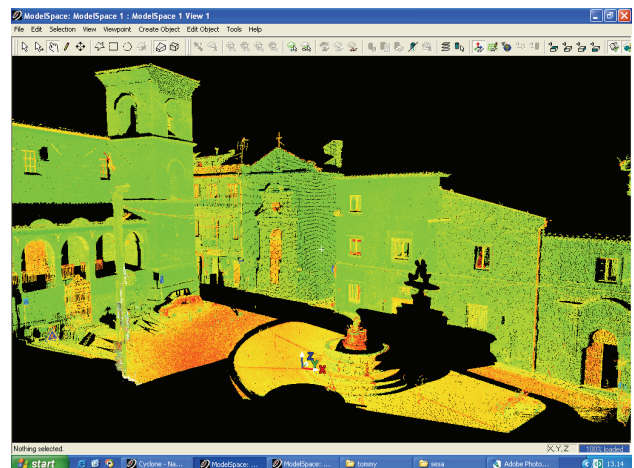 ModelSpace: ModelSpace 1 : ModelSpace 1 View 1
File Edit Selection View Viewpoint Create Object Edit Object Tools Help
Z
Y
X
Nothing selected.
X,Y,Z
100% loaded
start
Cyclone - Na...
ModelSpace: ...
ModelSpace: ...
tommy
sesa
Adobe Photo...
13.14